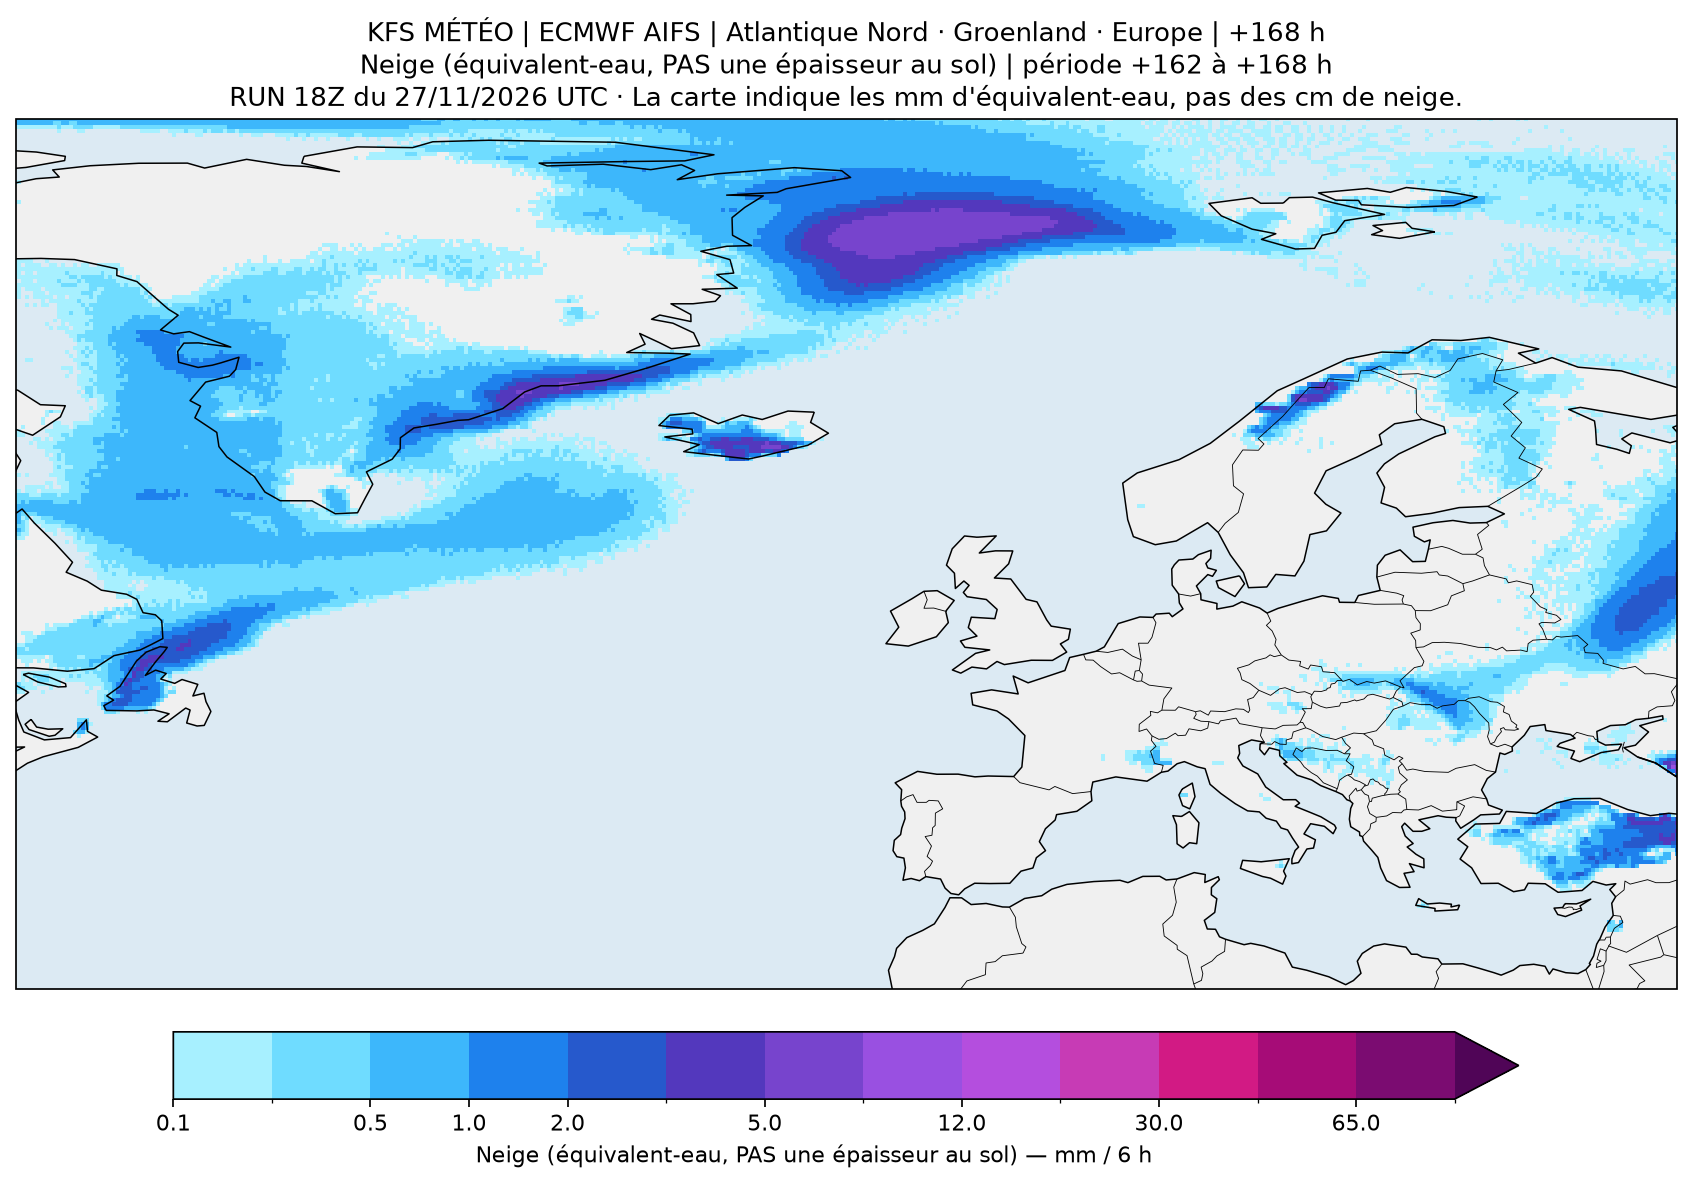 KFS MÉTÉO | ECMWF AIFS | Atlantique Nord · Groenland · Europe | +168 h
Neige (équivalent-eau, PAS une épaisseur au sol) | période +162 à +168 h
RUN 18Z du 27/11/2026 UTC · La carte indique les mm d'équivalent-eau, pas des cm de neige.
0.1 0.5 1.0 2.0 5.0 12.0 30.0 65.0
Neige (équivalent-eau, PAS une épaisseur au sol) — mm / 6 h